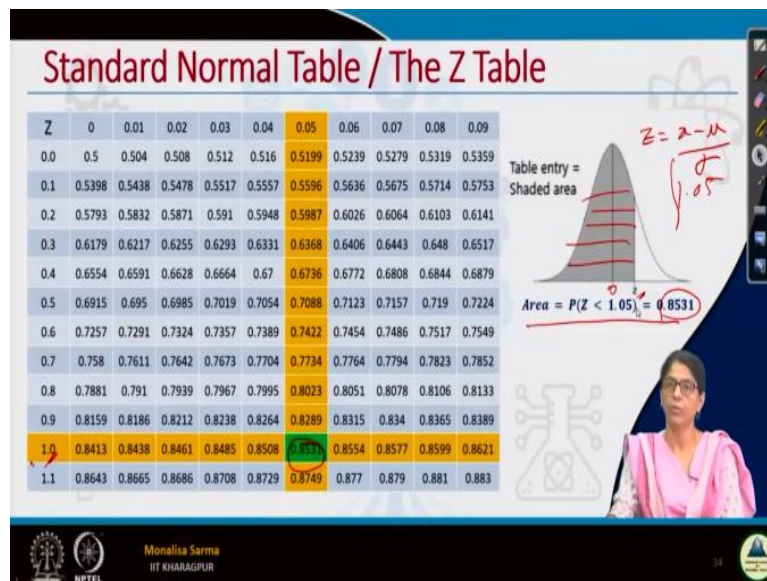 Standard Normal Table / The Z Table
Z 0 0.01 0.02 0.03 0.04 0.05 0.06 0.07 0.08 0.09
0.0 0.5 0.504 0.508 0.512 0.516 0.5199 0.5239 0.5279 0.5319 0.5359
0.1 0.5398 0.5438 0.5478 0.5517 0.5557 0.5596 0.5636 0.5675 0.5714 0.5753
0.2 0.5793 0.5832 0.5871 0.591 0.5948 0.5987 0.6026 0.6064 0.6103 0.6141
0.3 0.6179 0.6217 0.6255 0.6293 0.6331 0.6368 0.6406 0.6443 0.648 0.6517
0.4 0.6554 0.6591 0.6628 0.6664 0.67 0.6736 0.6772 0.6808 0.6844 0.6879
0.5 0.6915 0.695 0.6985 0.7019 0.7054 0.7088 0.7123 0.7157 0.719 0.7224
0.6 0.7257 0.7291 0.7324 0.7357 0.7389 0.7422 0.7454 0.7486 0.7517 0.7549
0.7 0.758 0.7611 0.7642 0.7673 0.7704 0.7734 0.7764 0.7794 0.7823 0.7852
0.8 0.7881 0.791 0.7939 0.7967 0.7995 0.8023 0.8051 0.8078 0.8106 0.8133
0.9 0.8159 0.8186 0.8212 0.8238 0.8264 0.8289 0.8315 0.834 0.8365 0.8389
1.0 0.8413 0.8438 0.8461 0.8485 0.8508 0.8531 0.8554 0.8577 0.8599 0.8621
1.1 0.8643 0.8665 0.8686 0.8708 0.8729 0.8749 0.877 0.879 0.881 0.883
Table entry =
Shaded area
Z = x-μ
σ
1.05
0 z
Area = P(Z < 1.05) = 0.8531
Monalisa Sarma
IIT KHARAGPUR
NPTEL
34